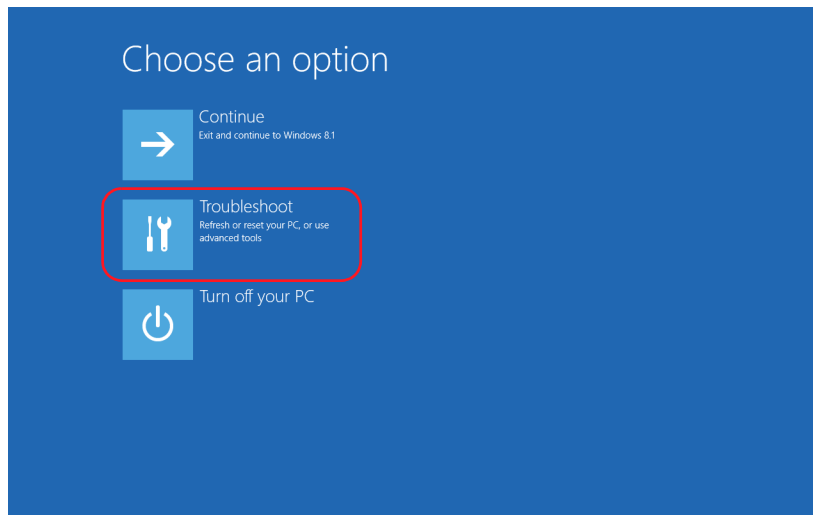 Choose an option
Continue
Exit and continue to Windows 8.1
Troubleshoot
Refresh or reset your PC, or use
advanced tools
Turn off your PC